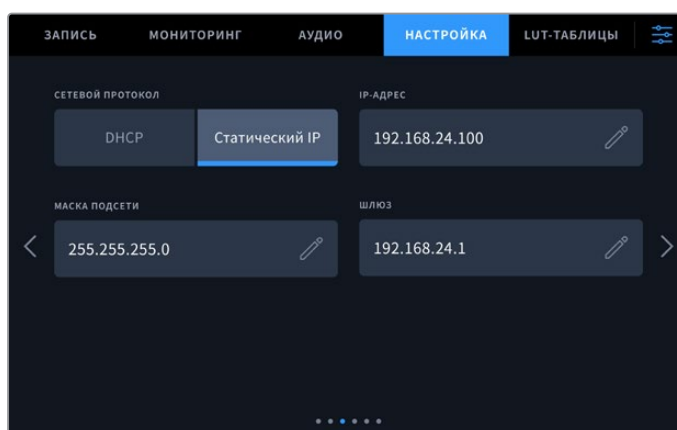 ЗАПИСЬ МОНИТОРИНГ АУДИО НАСТРОЙКА LUT-ТАБЛИЦЫ
СЕТЕВОЙ ПРОТОКОЛ IP-АДРЕС
DHCP Статический IP 192.168.24.100
МАСКА ПОДСЕТИ ШЛЮЗ
255.255.255.0 192.168.24.1